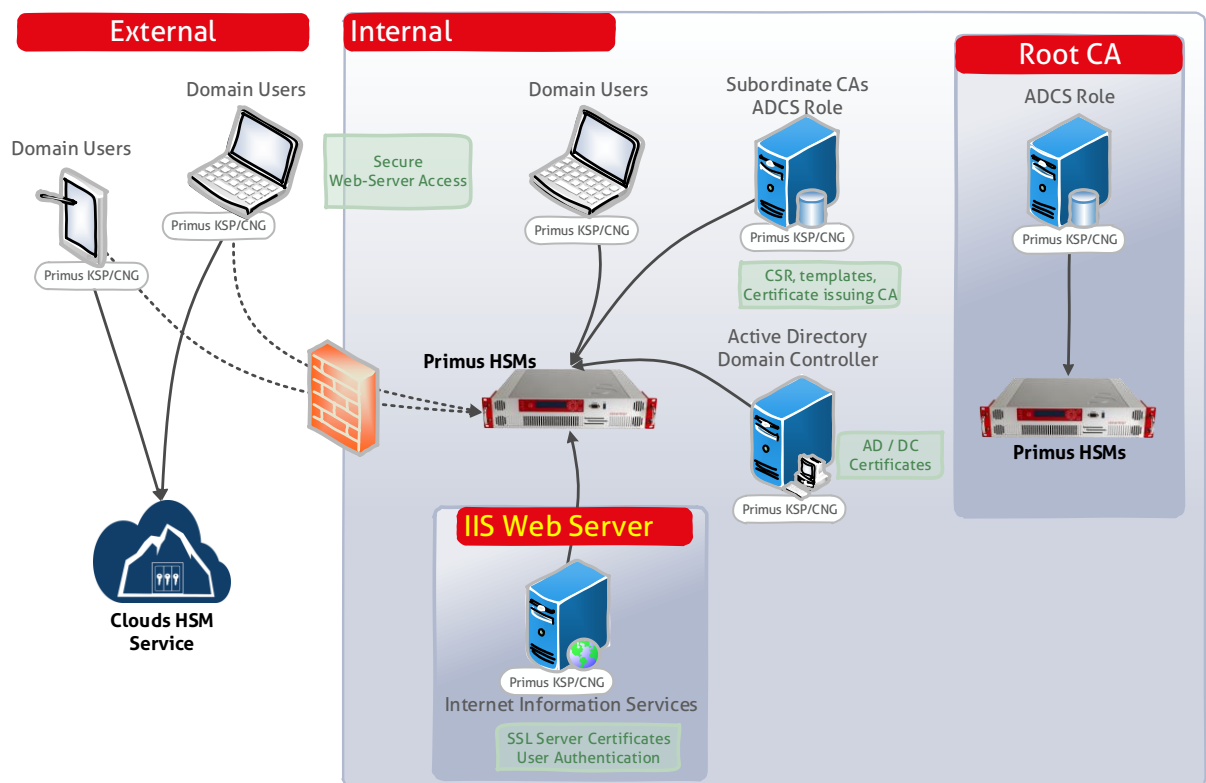 External
Internal
Root CA
Domain Users
Domain Users
Primus KSP/CNG
Primus KSP/CNG
Secure
Web-Server Access
Domain Users
Primus KSP/CNG
Subordinate CAs
ADCS Role
Primus KSP/CNG
CSR, templates,
Certificate issuing CA
ADCS Role
Primus KSP/CNG
Primus HSMs
Active Directory
Domain Controller
AD / DC
Certificates
Primus KSP/CNG
Primus HSMs
IIS Web Server
Primus KSP/CNG
Internet Information Services
SSL Server Certificates
User Authentication
Clouds HSM
Service